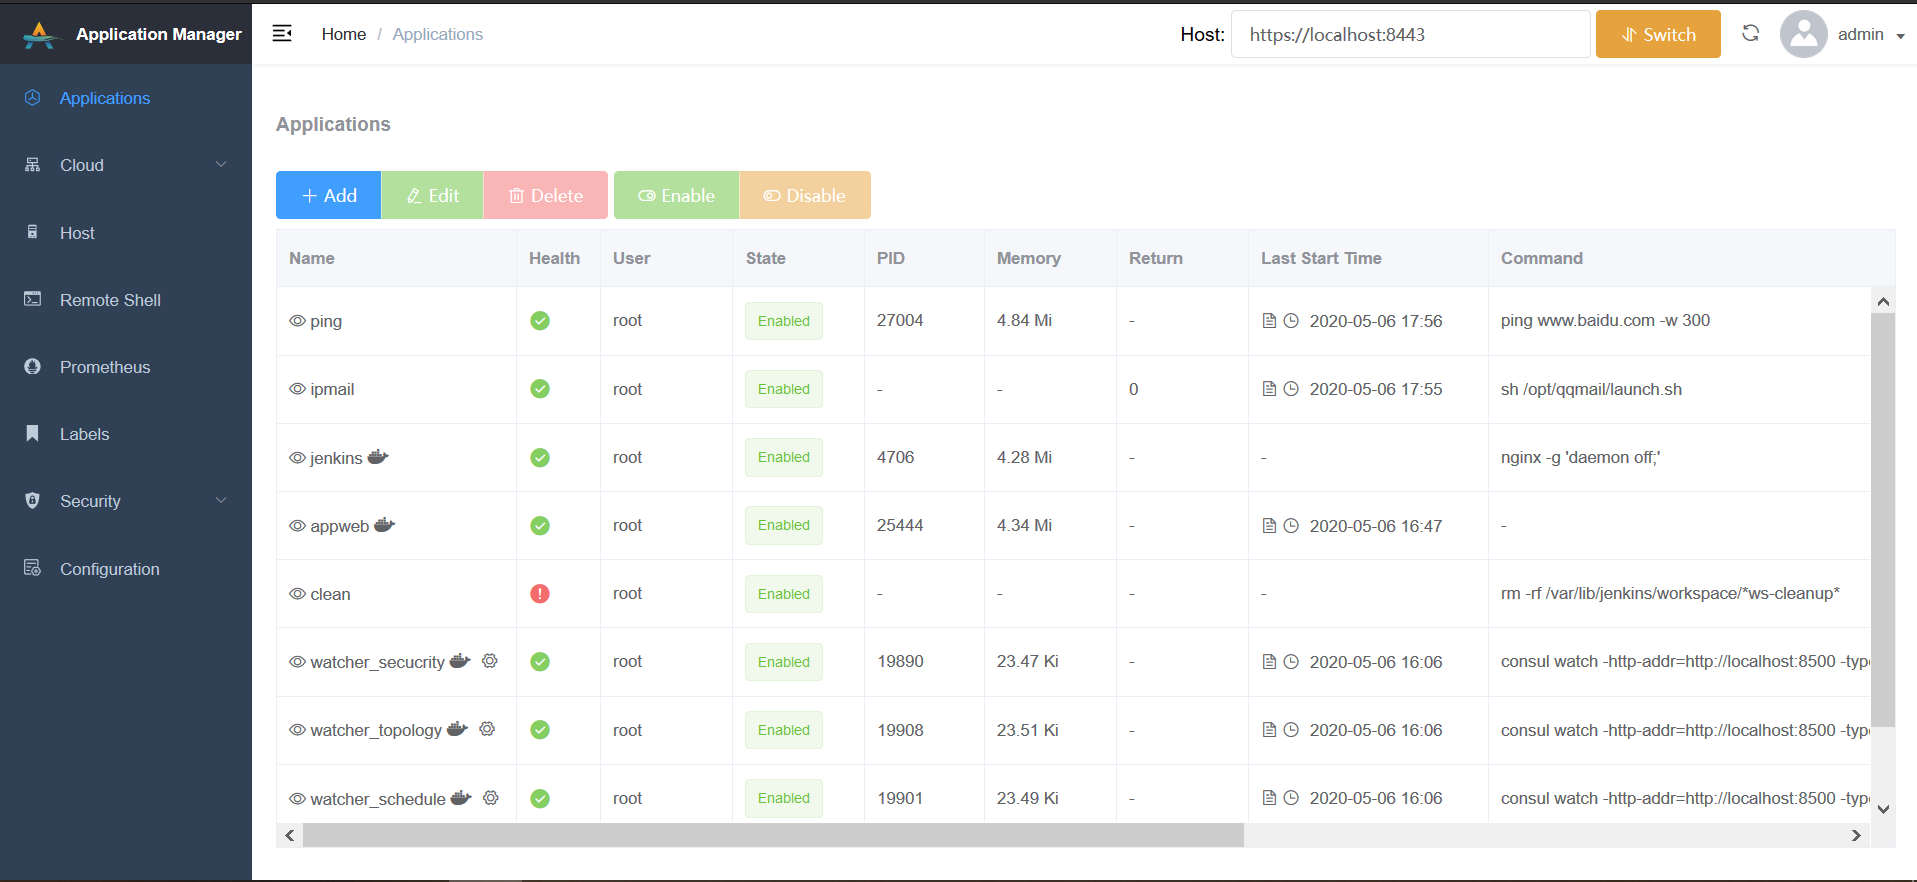 Application Manager
Home / Applications
Host: https://localhost:8443 Switch admin
Applications
Cloud
Host
Remote Shell
Prometheus
Labels
Security
Configuration
Applications
Add Edit Delete Enable Disable
Name Health User State PID Memory Return Last Start Time Command
ping root Enabled 27004 4.84 Mi - 2020-05-06 17:56 ping www.baidu.com -w 300
ipmail root Enabled - - 0 2020-05-06 17:55 sh /opt/qqmail/launch.sh
jenkins root Enabled 4706 4.28 Mi - - nginx -g 'daemon off;'
appweb root Enabled 25444 4.34 Mi - 2020-05-06 16:47 -
clean root Enabled - - - - rm -rf /var/lib/jenkins/workspace/*ws-cleanup*
watcher_secucrity root Enabled 19890 23.47 Ki - 2020-05-06 16:06 consul watch -http-addr=http://localhost:8500 -type
watcher_topology root Enabled 19908 23.51 Ki - 2020-05-06 16:06 consul watch -http-addr=http://localhost:8500 -type
watcher_schedule root Enabled 19901 23.49 Ki - 2020-05-06 16:06 consul watch -http-addr=http://localhost:8500 -type